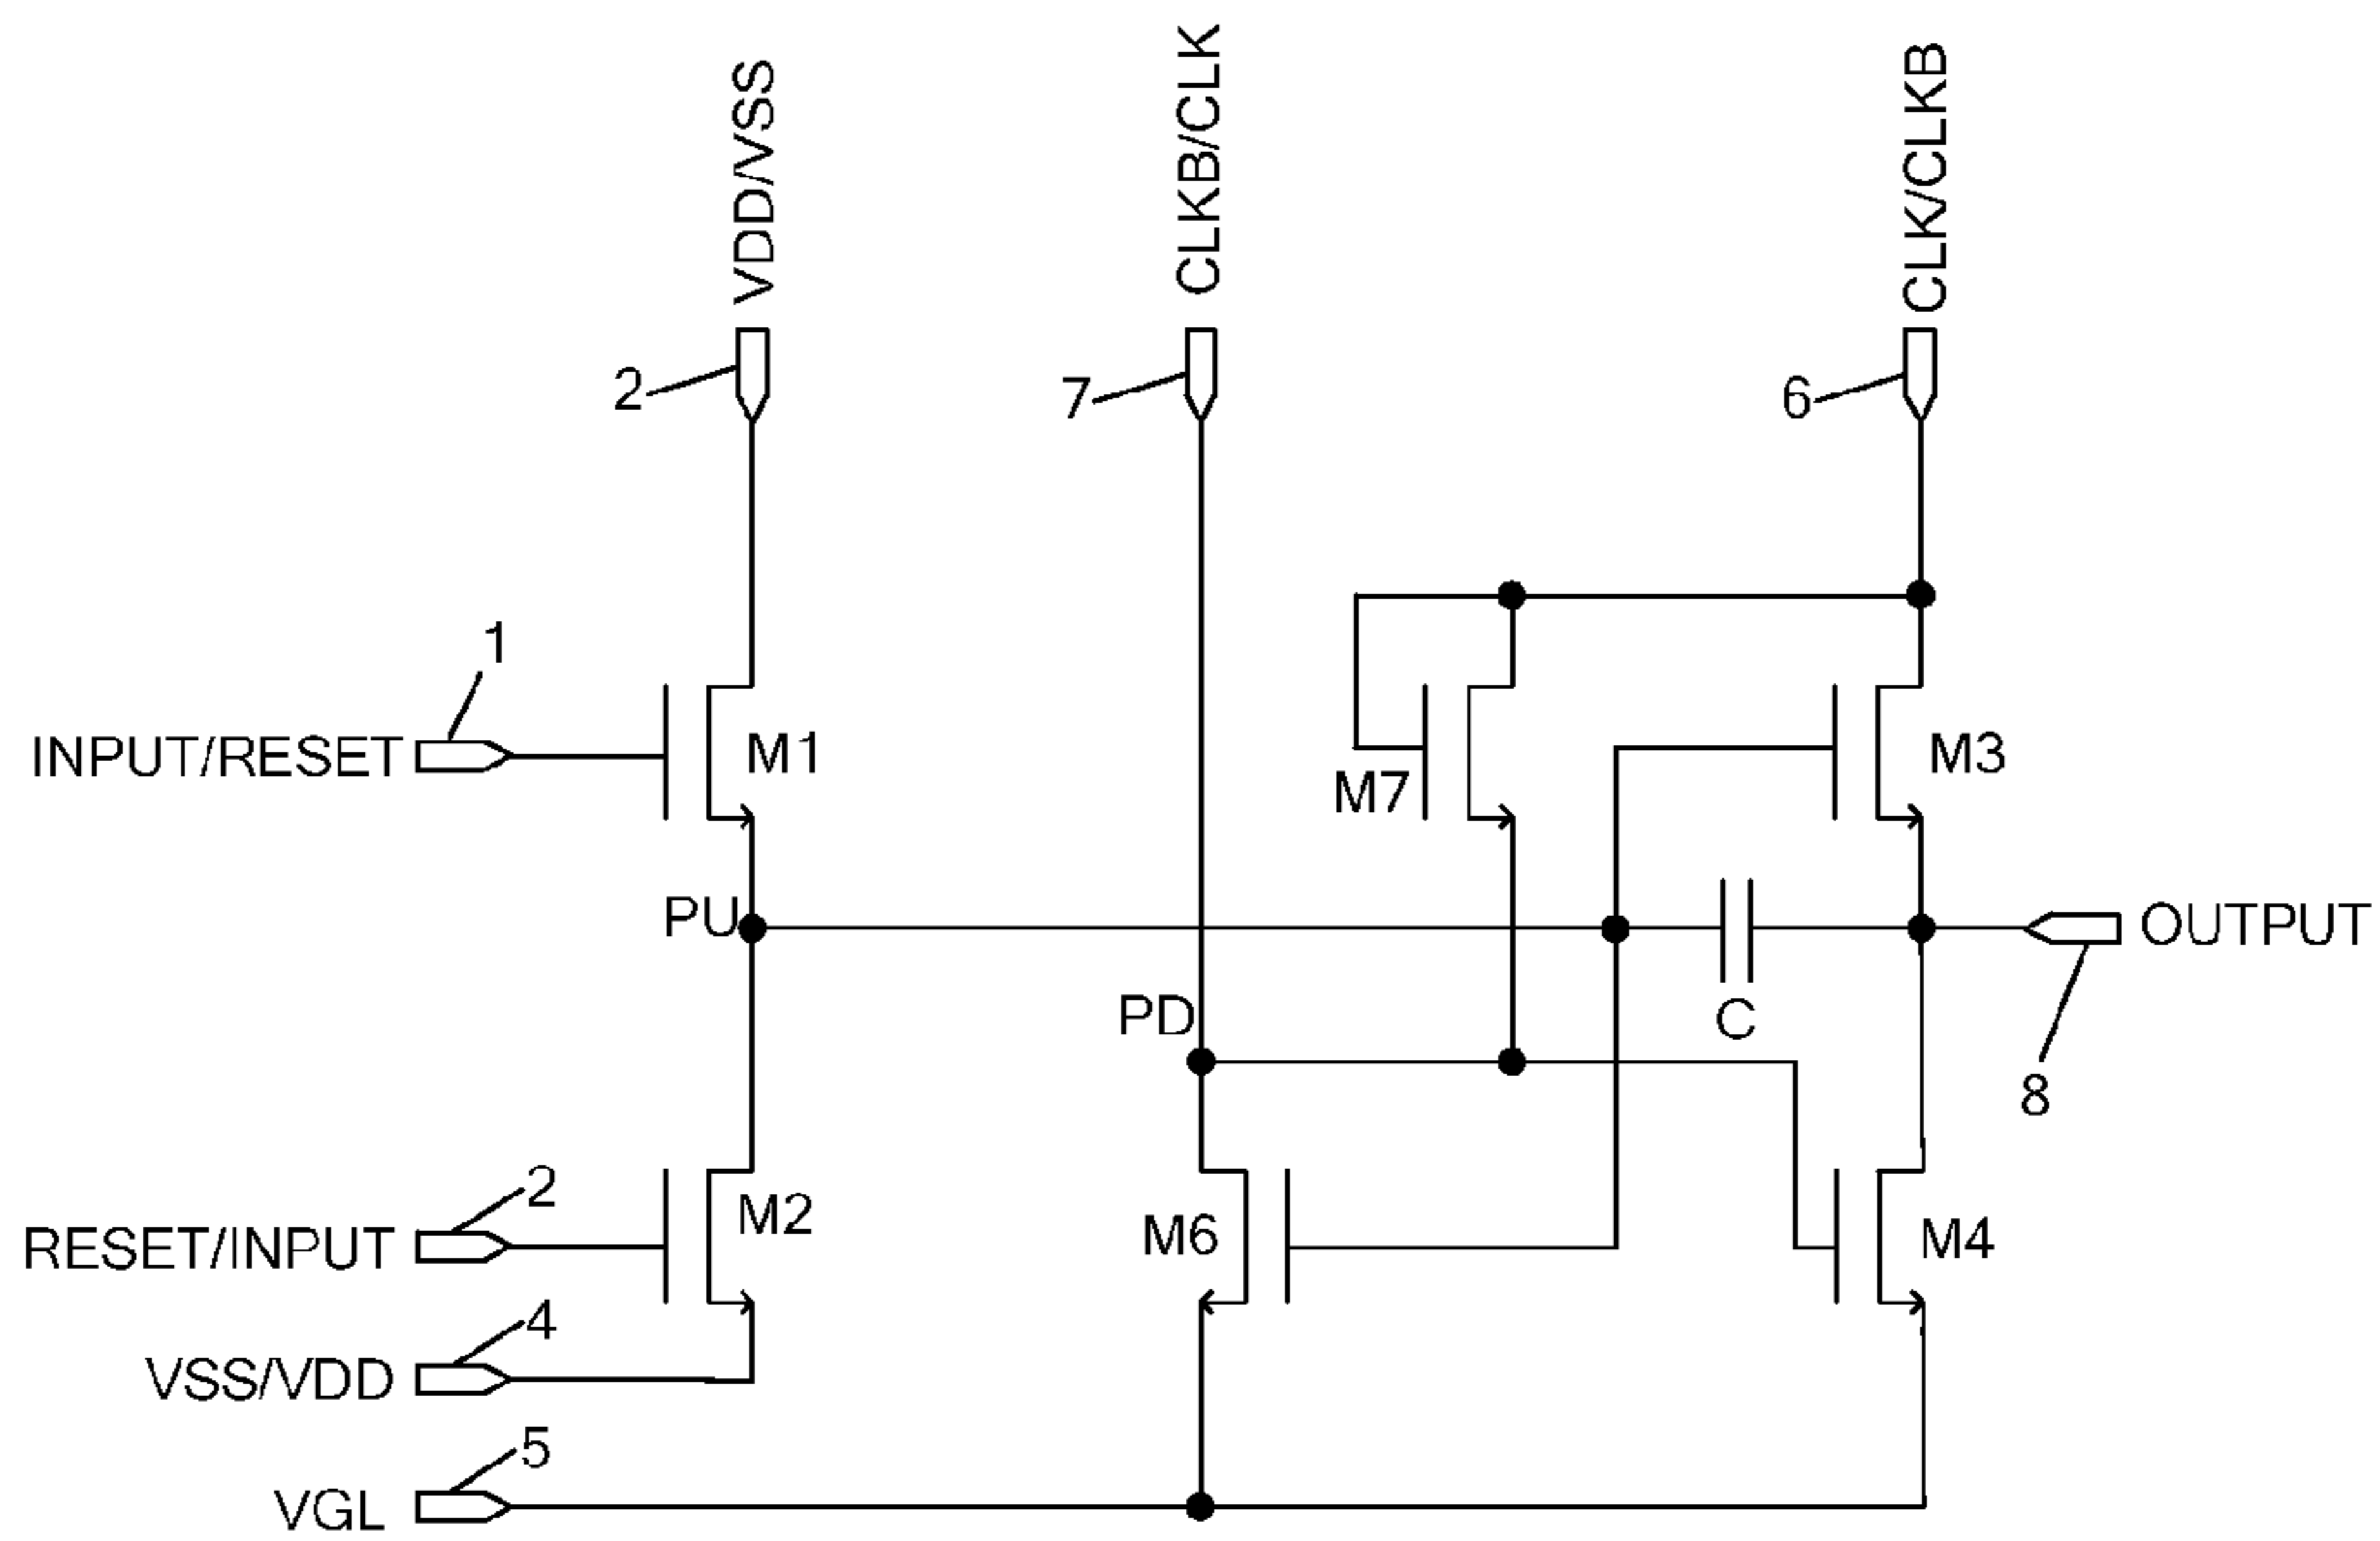 VDD/VSS
CLKB/CLK
CLK/CLKB
2
7
6
1
INPUT/RESET
M1
M7
M3
PU
OUTPUT
PD
C
8
2
RESET/INPUT
M2
M6
M4
4
VSS/VDD
5
VGL